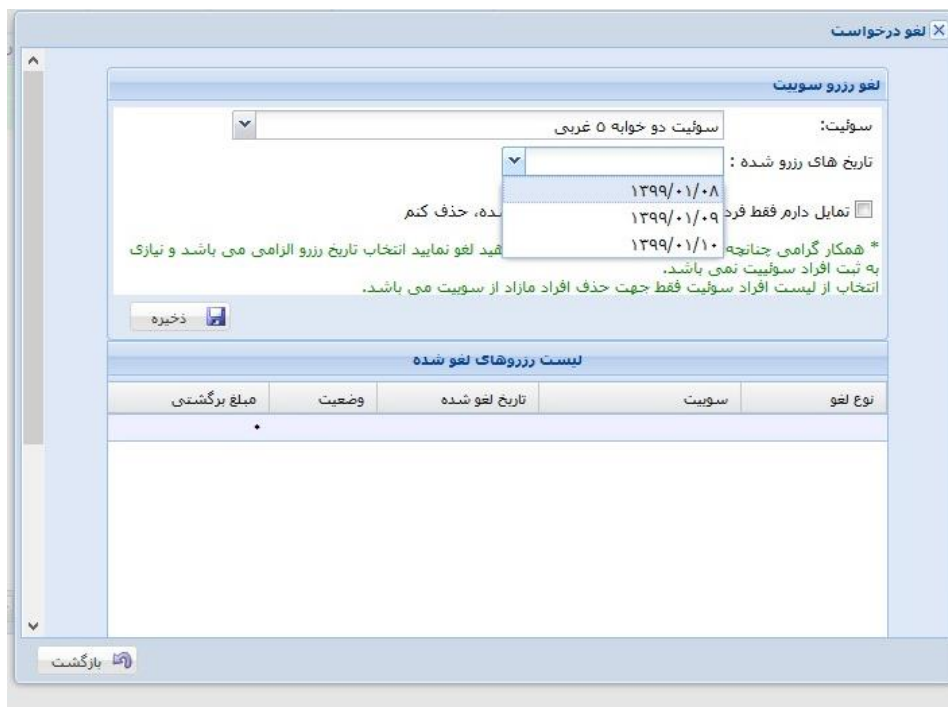 لغو درخواست
لغو رزرو سوییت
سوئیت: سوئیت دو خوابه ۵ غربی
تاریخ های رزرو شده :
۱۳۹۹/۰۱/۰۸
۱۳۹۹/۰۱/۰۹
۱۳۹۹/۰۱/۱۰
تمایل دارم فقط فرد ده، حذف کنم
* همکار گرامی چنانچه هید لغو نمایید انتخاب تاریخ رزرو الزامی می باشد و نیازی
به ثبت افراد سوئییت نمی باشد.
انتخاب از لیست افراد سوئیت فقط جهت حذف افراد مازاد از سوییت می باشد.
ذخیره
لیست رزروهای لغو شده
نوع لغو سوییت تاریخ لغو شده وضعیت مبلغ برگشتی
۰
بازگشت